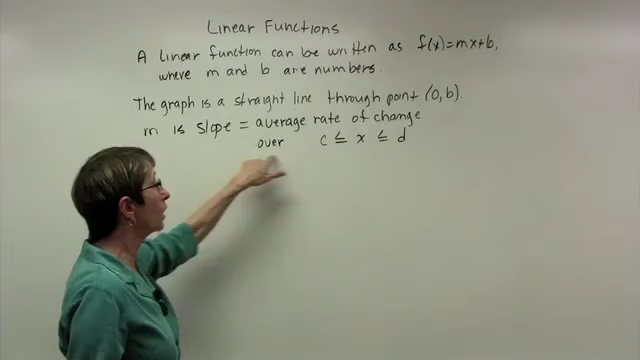 Linear Functions
A linear function can be written as f(x)=mx+b,
where m and b are numbers.
The graph is a straight line through point (0,b).
m is slope = average rate of change
over c ≤ x ≤ d